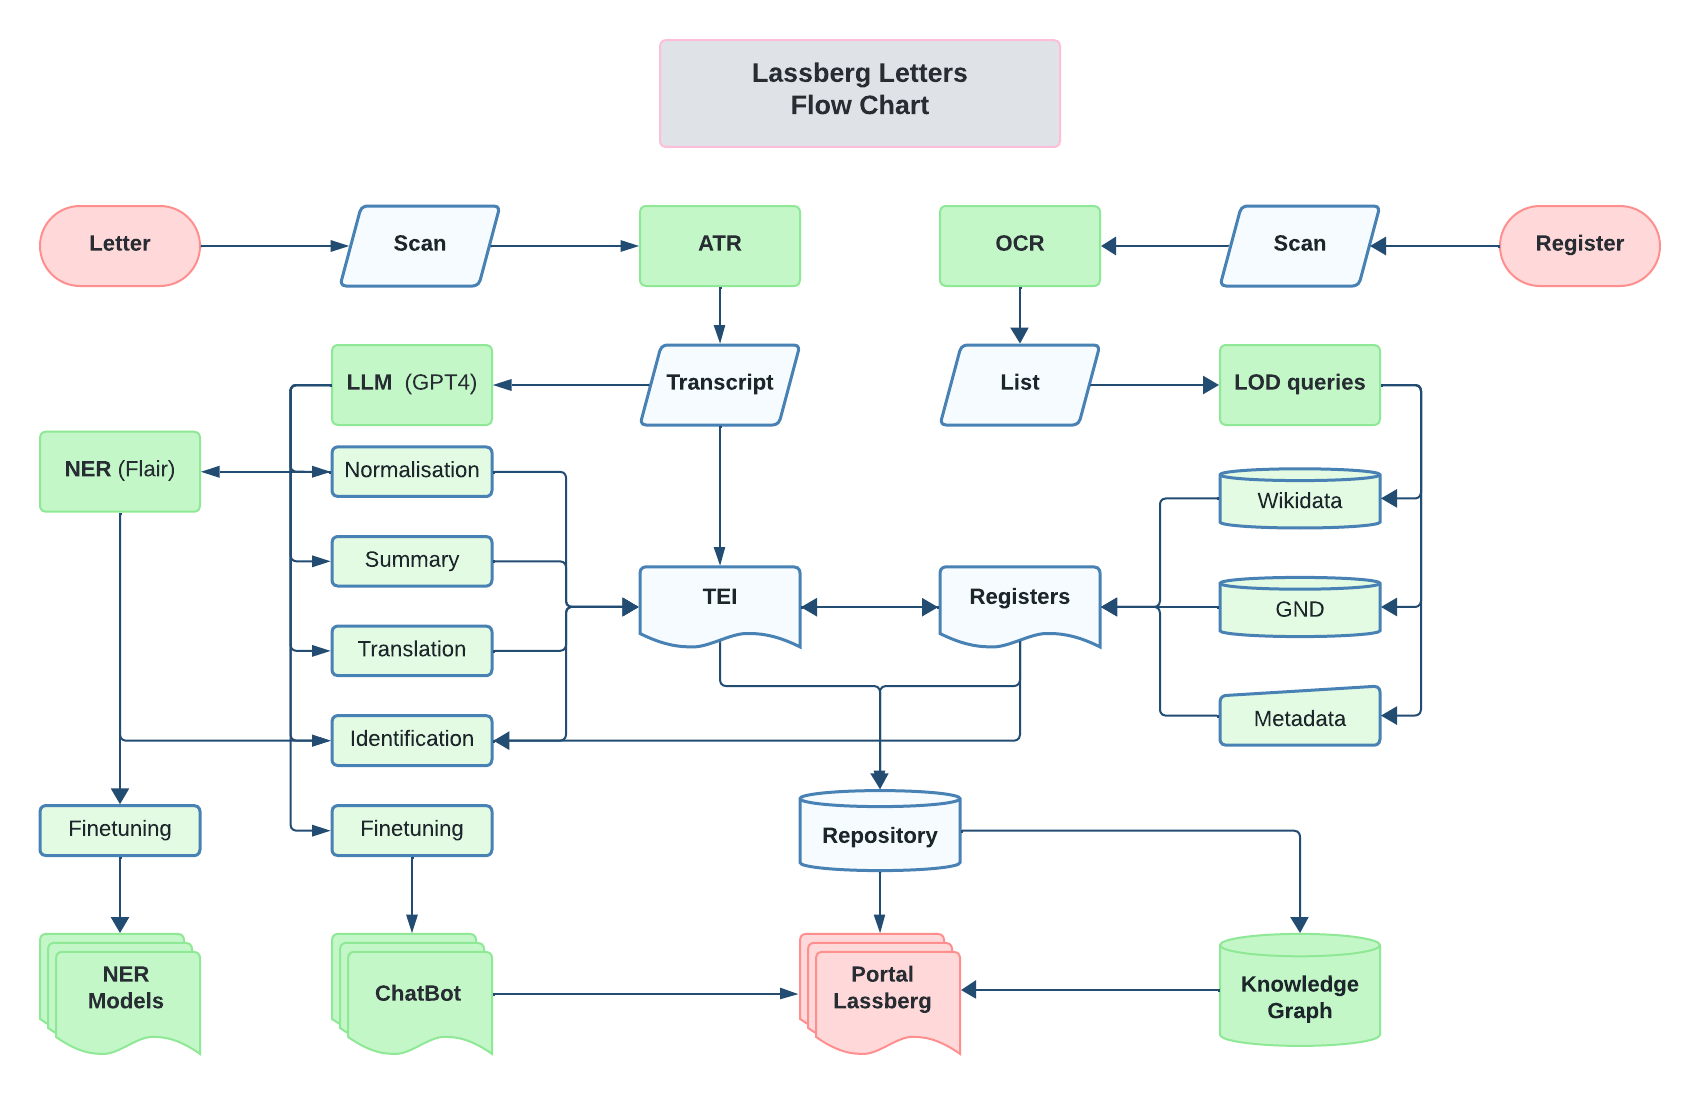 Lassberg Letters
Flow Chart
Letter
Scan
ATR
OCR
Scan
Register
LLM (GPT4)
Transcript
List
LOD queries
NER (Flair)
Normalisation
Wikidata
Summary
TEI
Registers
GND
Translation
Identification
Metadata
Finetuning
Finetuning
Repository
NER
Models
ChatBot
Portal
Lassberg
Knowledge
Graph